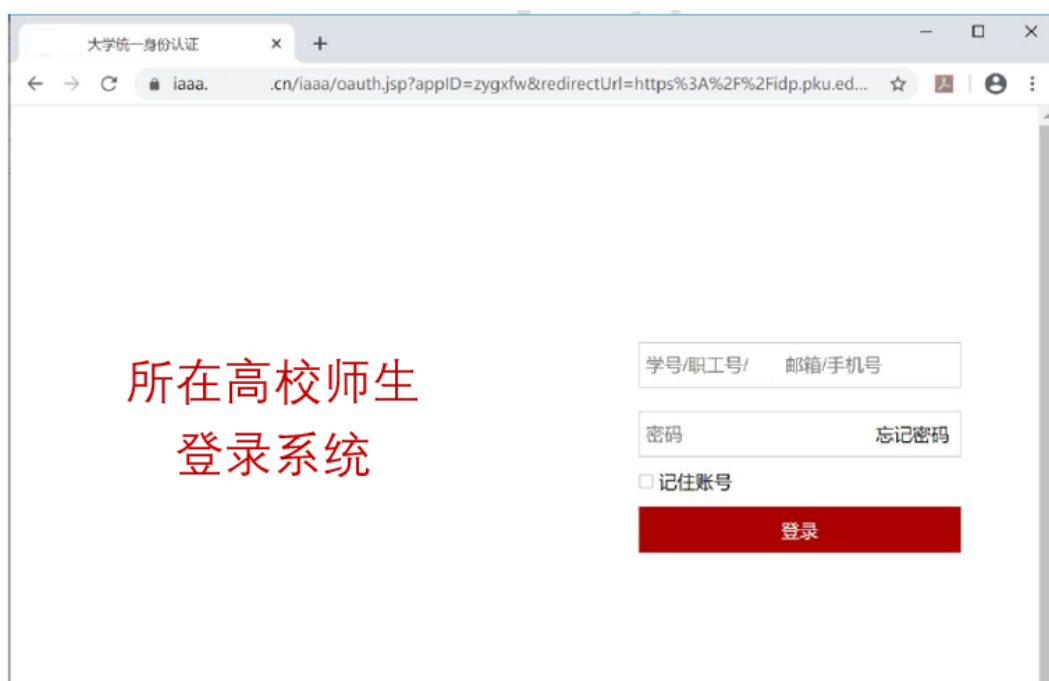 大学统一身份认证
iaaa. .cn/iaaa/oauth.jsp?appID=zygxfw&redirectUrl=https%3A%2F%2Fidp.pku.ed...
所在高校师生
登录系统
学号/职工号/ 邮箱/手机号
密码 忘记密码
记住账号
登录